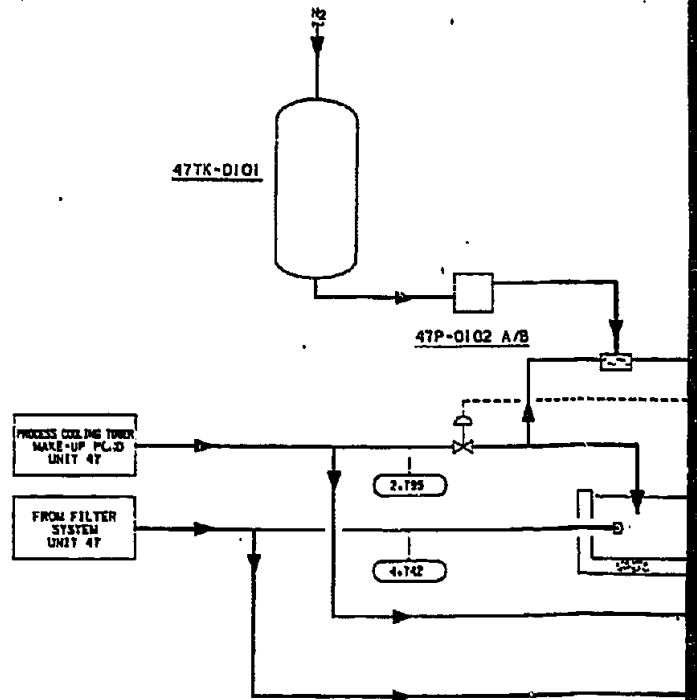 47TK-0101
47P-0102 A/B
PROCESS COOLING TOWER
MAKE-UP POND
UNIT 47
2.795
FROM FILTER
SYSTEM
UNIT 47
4.742